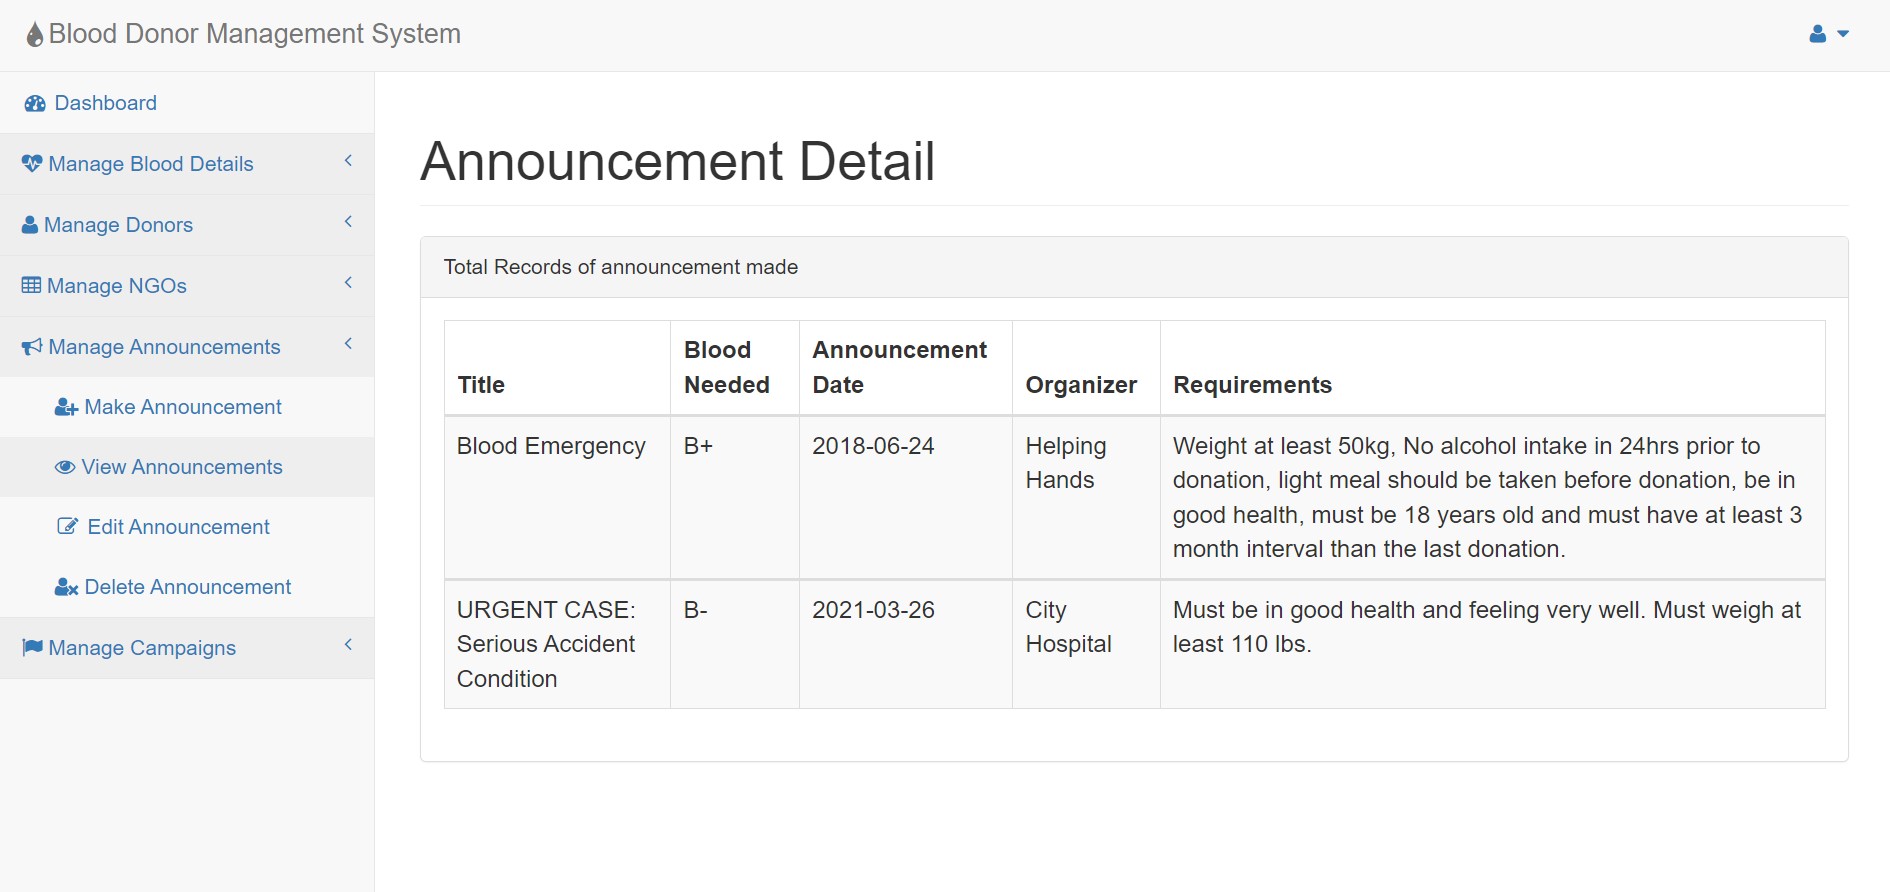 Blood Donor Management System
Dashboard
Manage Blood Details
Manage Donors
Manage NGOs
Manage Announcements
Make Announcement
View Announcements
Edit Announcement
Delete Announcement
Manage Campaigns
Announcement Detail
Total Records of announcement made
Title
Blood
Needed
Announcement
Date
Organizer
Requirements
Blood Emergency
B+
2018-06-24
Helping
Hands
Weight at least 50kg, No alcohol intake in 24hrs prior to
donation, light meal should be taken before donation, be in
good health, must be 18 years old and must have at least 3
month interval than the last donation.
URGENT CASE:
Serious Accident
Condition
B-
2021-03-26
City
Hospital
Must be in good health and feeling very well. Must weigh at
least 110 lbs.